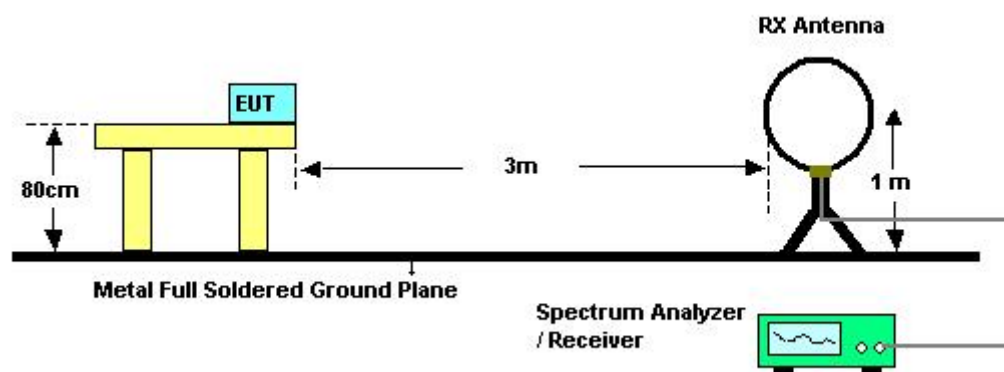 RX Antenna
EUT
3m
80cm
1 m
Metal Full Soldered Ground Plane
Spectrum Analyzer
/ Receiver